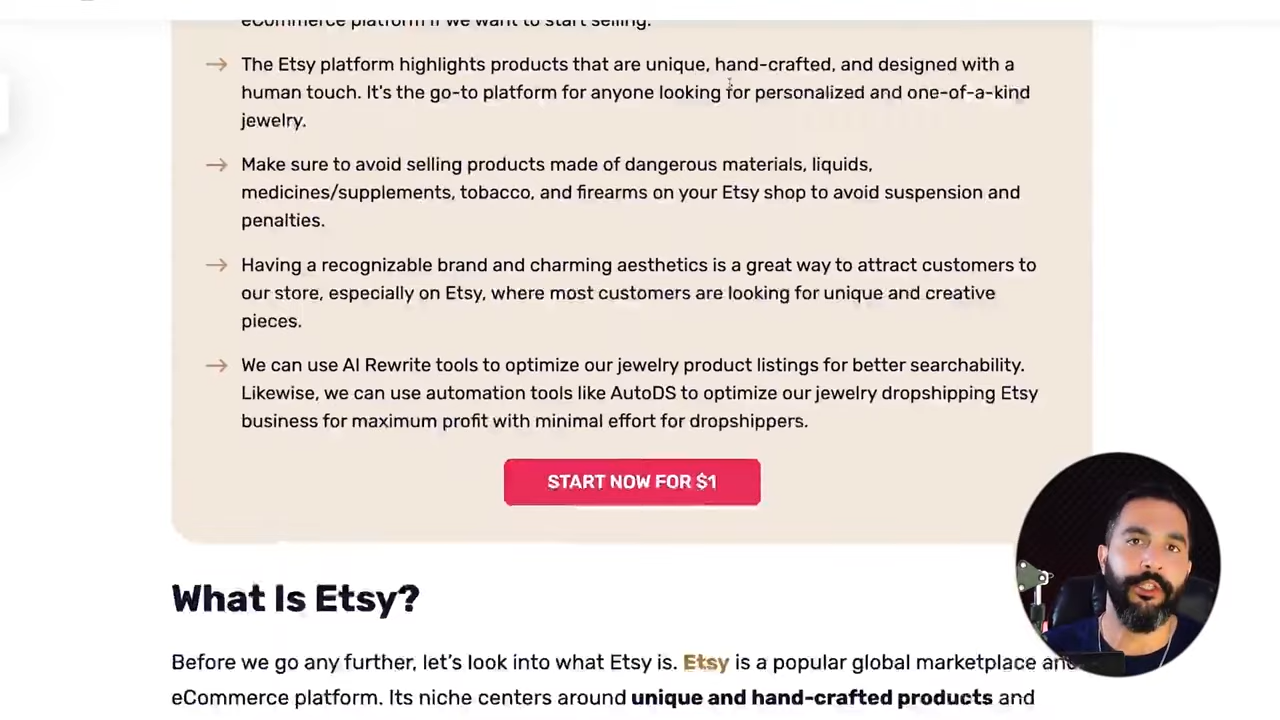 eCommerce platform if we want to start selling.
The Etsy platform highlights products that are unique, hand-crafted, and designed with a
human touch. It's the go-to platform for anyone looking for personalized and one-of-a-kind
jewelry.
Make sure to avoid selling products made of dangerous materials, liquids,
medicines/supplements, tobacco, and firearms on your Etsy shop to avoid suspension and
penalties.
Having a recognizable brand and charming aesthetics is a great way to attract customers to
our store, especially on Etsy, where most customers are looking for unique and creative
pieces.
We can use AI Rewrite tools to optimize our jewelry product listings for better searchability.
Likewise, we can use automation tools like AutoDS to optimize our jewelry dropshipping Etsy
business for maximum profit with minimal effort for dropshippers.
START NOW FOR $1
What Is Etsy?
Before we go any further, let's look into what Etsy is. Etsy is a popular global marketplace and
eCommerce platform. Its niche centers around unique and hand-crafted products and